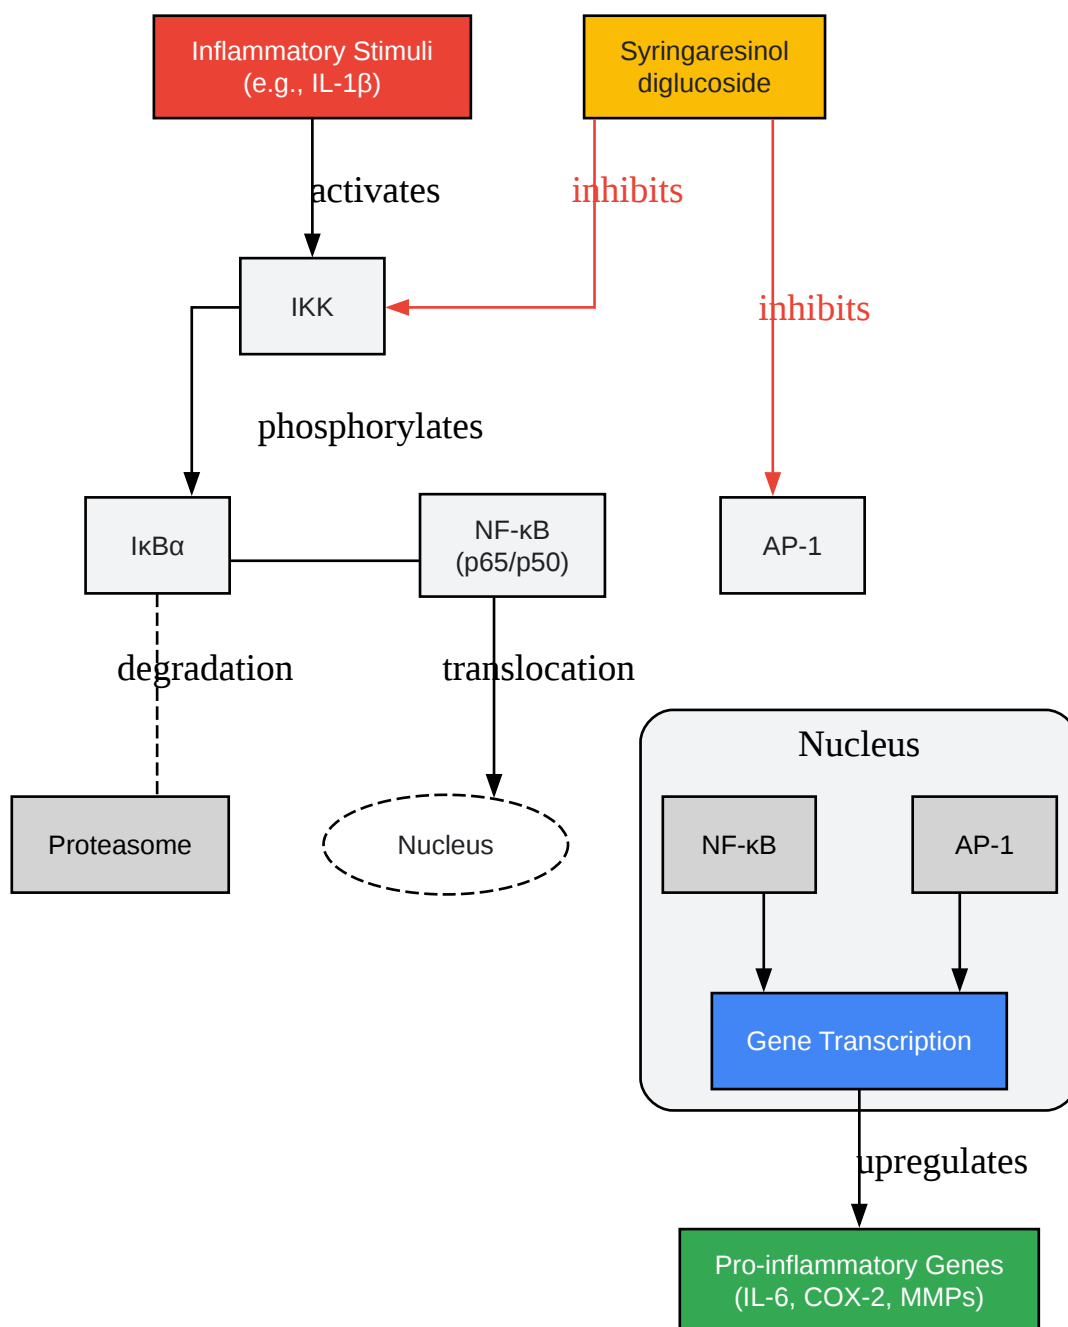 Inflammatory Stimuli
(e.g., IL-1β)
Syringaresinol
diglucoside
activates
inhibits
IKK
inhibits
phosphorylates
IκBα
NF-κB
(p65/p50)
AP-1
degradation
translocation
Nucleus
Proteasome
Nucleus
NF-κB
AP-1
Gene Transcription
upregulates
Pro-inflammatory Genes
(IL-6, COX-2, MMPs)